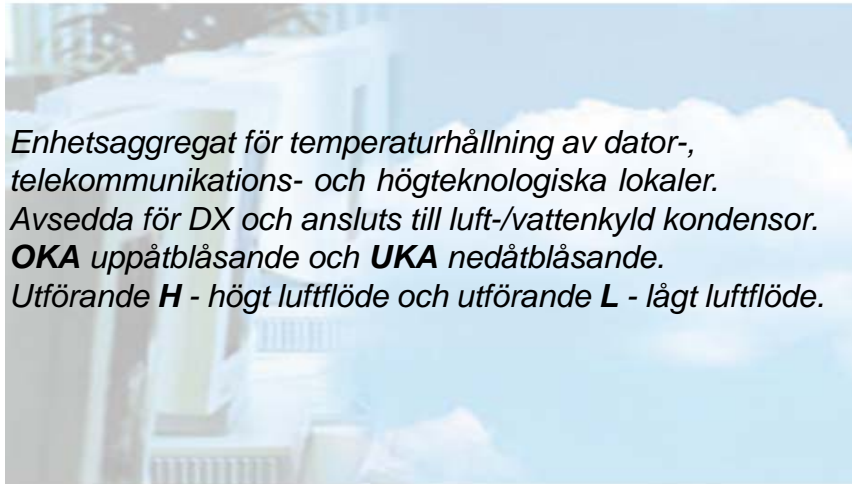 Enhetsaggregat för temperaturhållning av dator-,
telekommunikations- och högteknologiska lokaler.
Avsedda för DX och ansluts till luft-/vattenkyld kondensor.
OKA uppåtblåsande och UKA nedåtblåsande.
Utförande H - högt luftflöde och utförande L - lågt luftflöde.